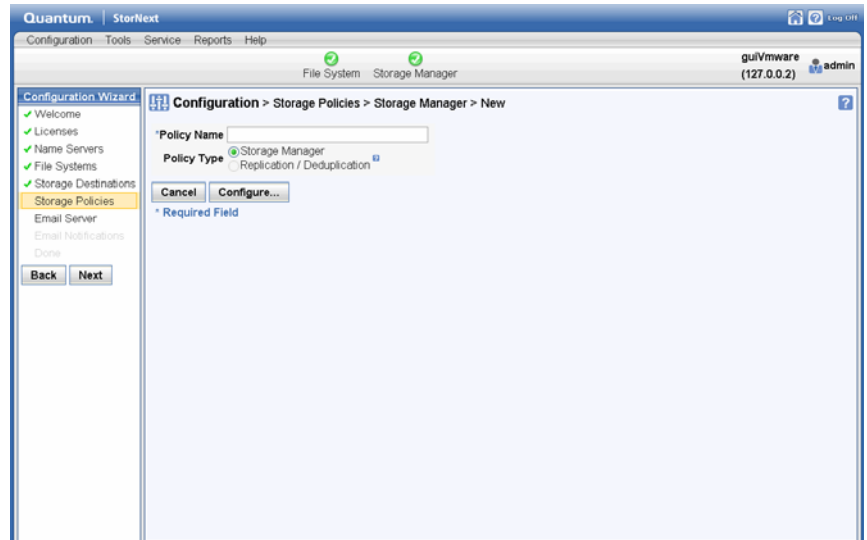 Quantum. StorNext
Log Off
Configuration Tools Service Reports Help
File System Storage Manager
guiVmware
(127.0.0.2)
admin
Configuration Wizard
Welcome
Licenses
Name Servers
File Systems
Storage Destinations
Storage Policies
Email Server
Email Notifications
Done
Back Next
Configuration > Storage Policies > Storage Manager > New
?
*Policy Name
Policy Type
Storage Manager
Replication / Deduplication
Cancel Configure...
* Required Field